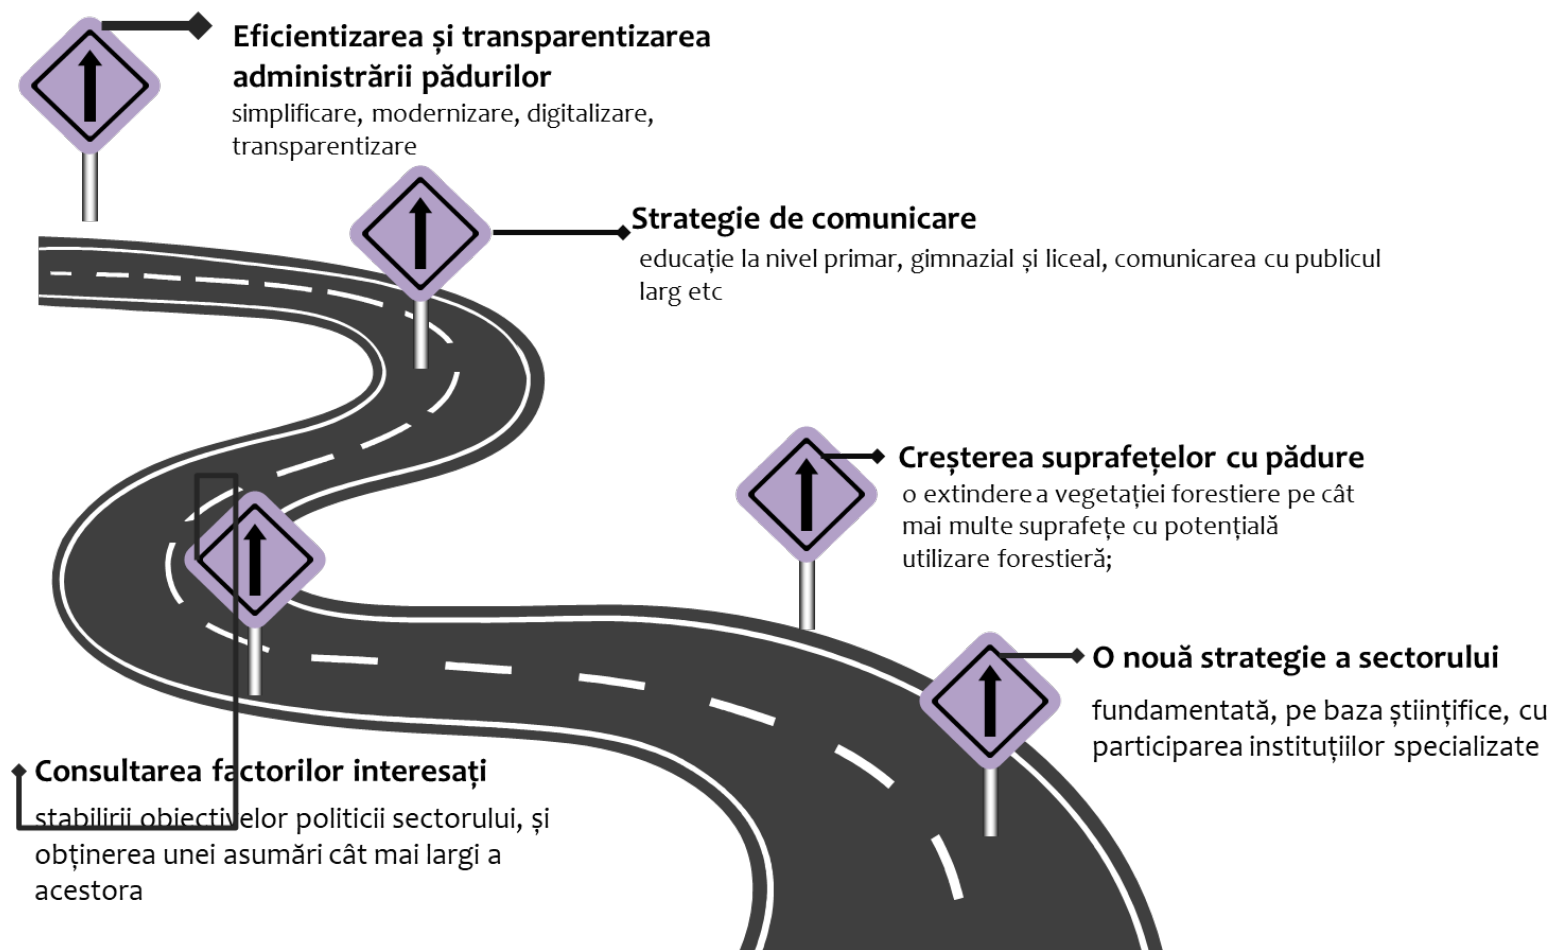 Eficientizarea și transparentizarea
administrării pădurilor
simplificare, modernizare, digitalizare,
transparentizare
Strategie de comunicare
educație la nivel primar, gimnazial și liceal, comunicarea cu publicul
larg etc
Creșterea suprafețelor cu pădure
o extindere a vegetației forestiere pe cât
mai multe suprafețe cu potențială
utilizare forestieră;
O nouă strategie a sectorului
fundamentată, pe baza științifice, cu
participarea instituțiilor specializate
Consultarea factorilor interesați
stabilirii obiectivelor politicii sectorului, și
obținerea unei asumări cât mai largi a
acestora